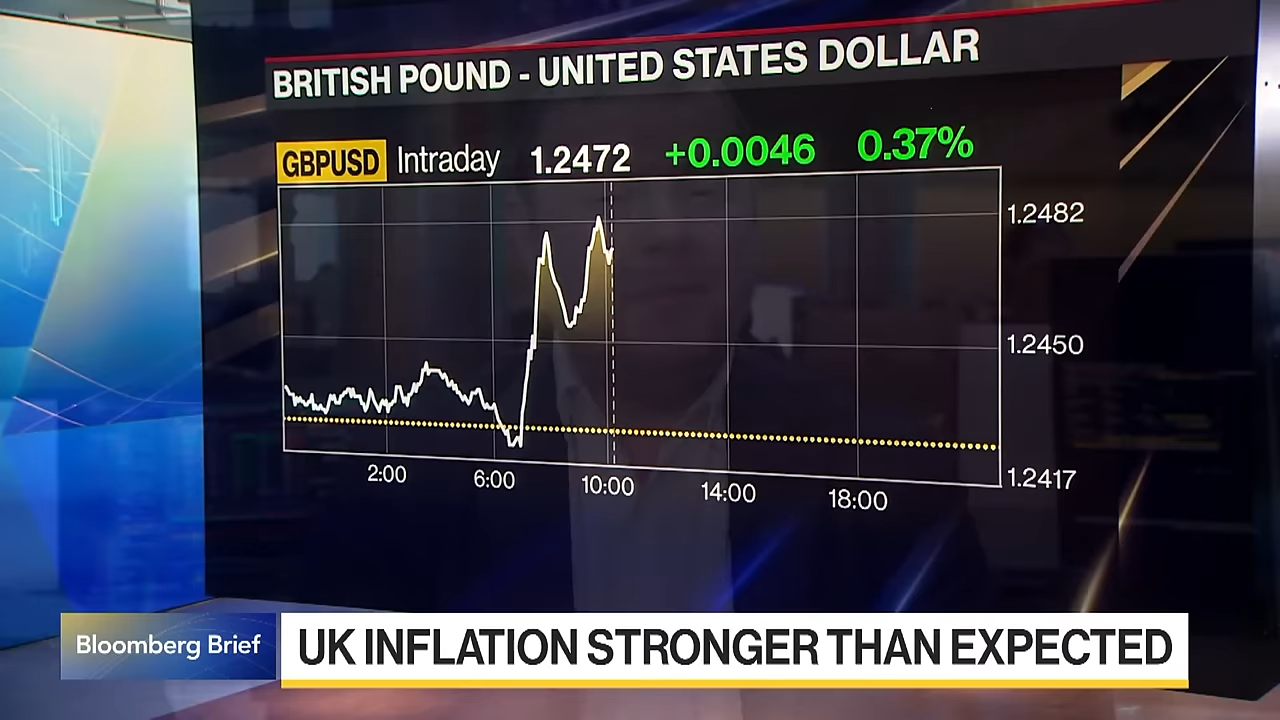 BRITISH POUND - UNITED STATES DOLLAR
GBPUSD Intraday 1.2472 +0.0046 0.37%
1.2482
1.2450
1.2417
2:00 6:00 10:00 14:00 18:00
Bloomberg Brief
UK INFLATION STRONGER THAN EXPECTED